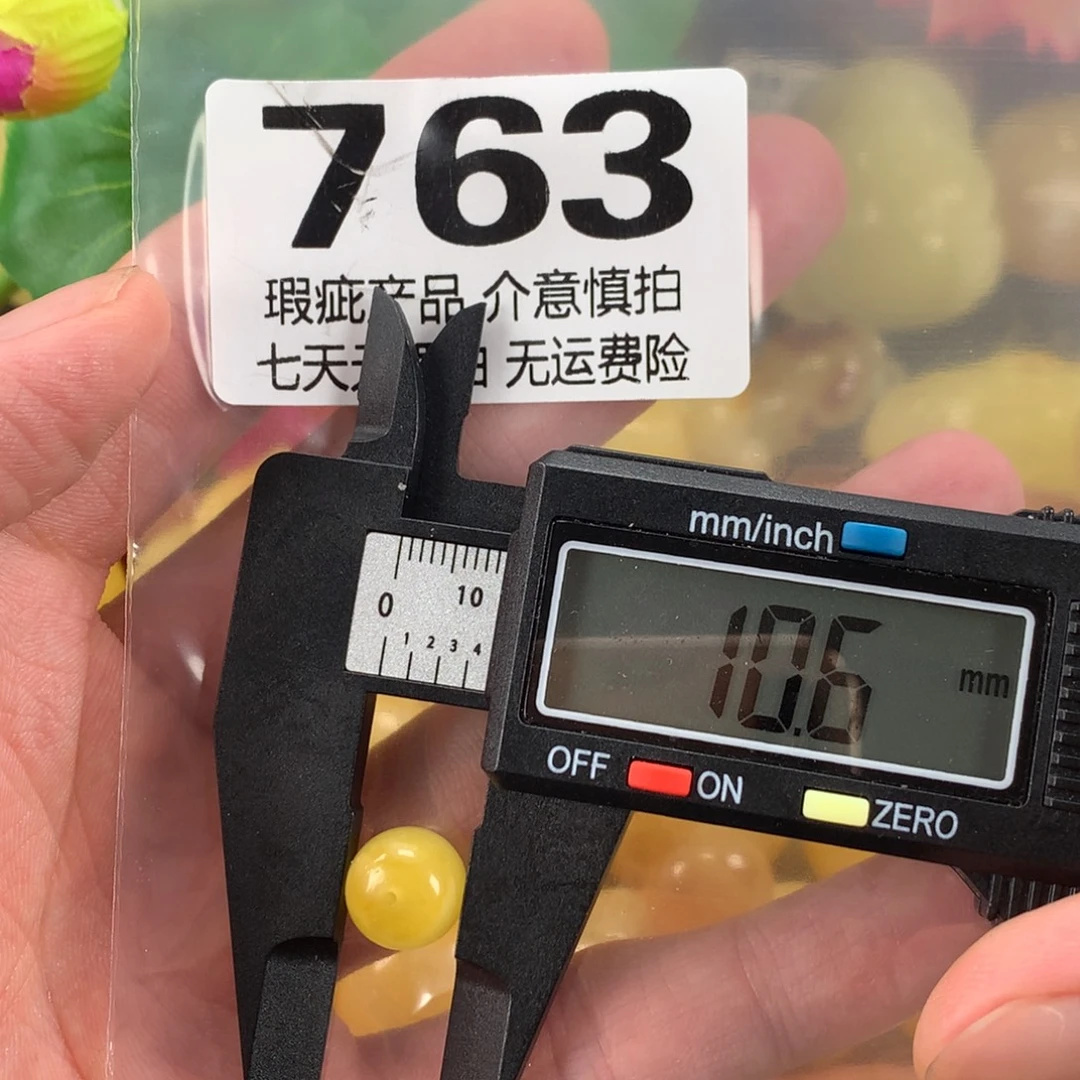 763
瑕疵产品 介意慎拍
七天 拍 无运费险
mm/inch
0 10
1 2 3 4
10.6 mm
OFF ON ZERO